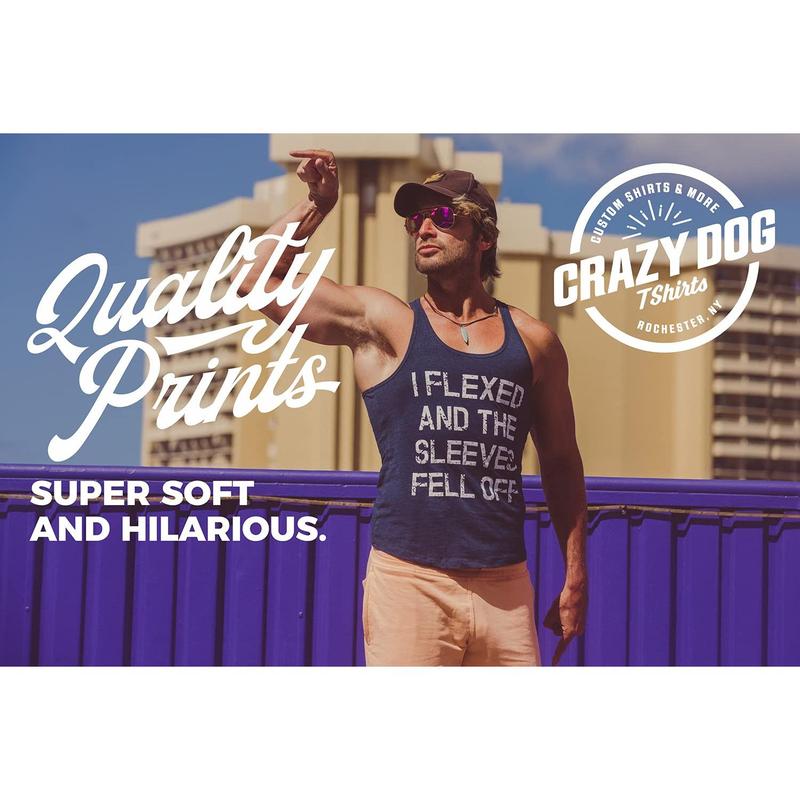 Quality
Prints
SUPER SOFT
AND HILARIOUS.
CUSTOM SHIRTS & MORE
CRAZY DOG
TShirts
ROCHESTER, NY
I FLEXED
AND THE
SLEEVES
FELL OFF